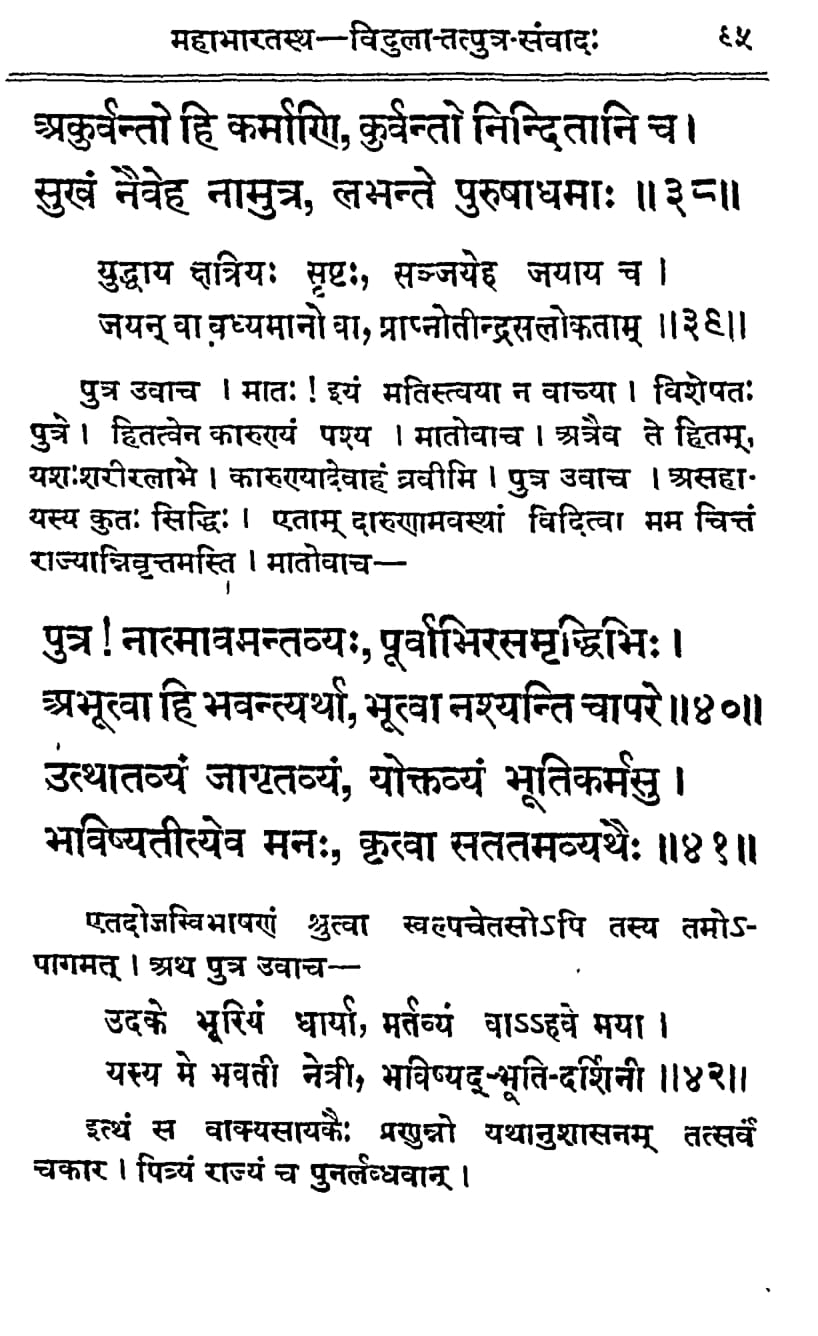 महाभारतस्थ—विदुला-तत्पुत्र-संवादः ६५
अकुर्वन्तो हि कर्माणि, कुर्वन्तो निन्दितानि च।
सुखं नैवेह नामुत्र, लभन्ते पुरुषाधमाः ॥३८॥
युद्धाय क्षत्रियः सृष्टः, सञ्जयेह जयाय च ।
जयन् वा वध्यमानो वा, प्राप्नोतीन्द्रसलोकताम् ॥३९॥
पुत्र उवाच । मातः ! इयं मतिस्त्वया न वाच्या । विशेषतः
पुत्रे । हितत्वेन कारुण्यं पश्य । मातोवाच । अत्रैव ते हितम्,
यशःशरीरलाभे । कारुण्यादेवाहं व्रवीमि । पुत्र उवाच । असहा-
यस्य कुतः सिद्धिः । एताम् दारुणामवस्थां विदित्वा मम चित्तं
राज्यान्निवृत्तमस्ति । मातोवाच—
पुत्र ! नात्मावमन्तव्यः, पूर्वाभिरसमृद्धिभिः ।
अभूत्वा हि भवन्त्यर्था, भूत्वा नश्यन्ति चापरे॥४०॥
उत्थातव्यं जागृतव्यं, योक्तव्यं भूतिकर्मसु ।
भाविष्यतीत्येव मनः, कृत्वा सततमव्यथैः ॥४१॥
एतदोजस्विभाषणं श्रुत्वा स्वल्पचेतसोऽपि तस्य तमोऽ-
पागमत् । अथ पुत्र उवाच—
उदके भूरियं धार्या, मर्तव्यं वाऽऽहवे मया ।
यस्य मे भवती नेत्री, भविष्यद्-भूति-दर्शिनी ॥४२॥
इत्थं स वाक्यसायकैः प्रणुन्नो यथानुशासनम् तत्सर्वं
चकार । पित्र्यं राज्यं च पुनर्लब्धवान् ।